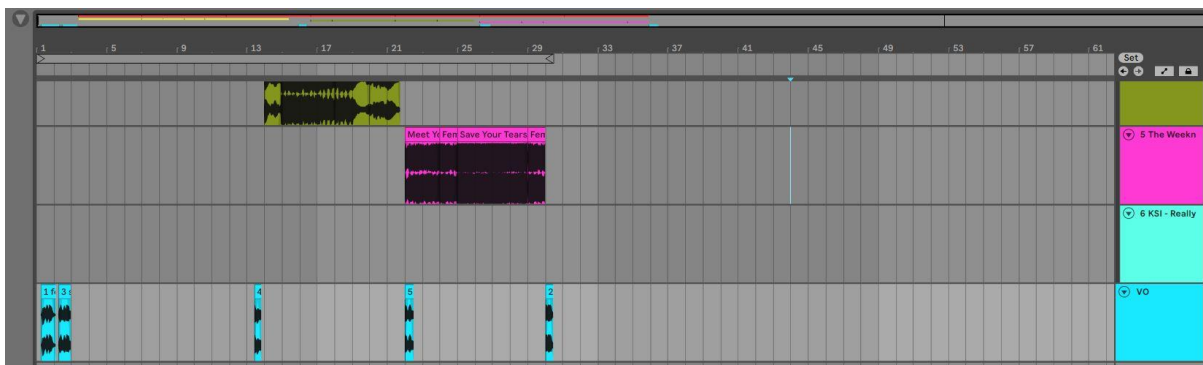 1 5 9 13 17 21 25 29 33 37 41 45 49 53 57 61
Set
Meet Yo Fen Save Your Tears Fen
5 The Weekn
6 KSI - Really
1 f 3 s 4 5 2
VO